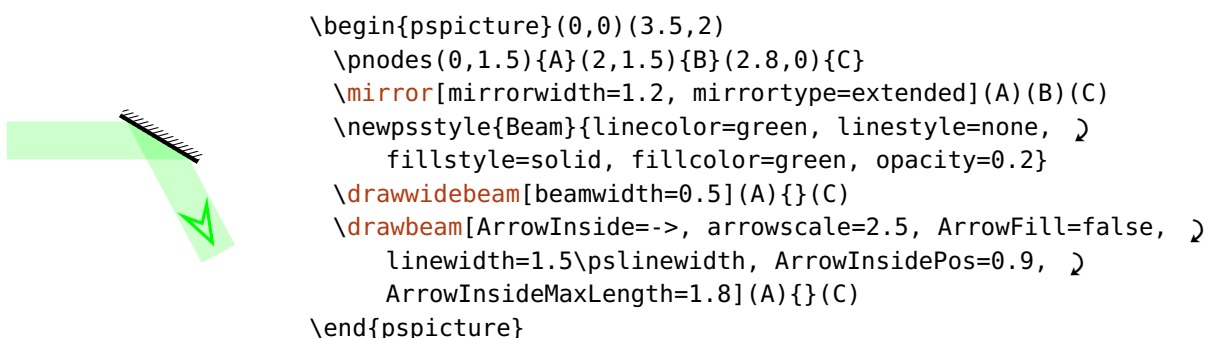 \begin{pspicture}(0,0)(3.5,2)
\pnodes(0,1.5){A}(2,1.5){B}(2.8,0){C}
\mirror[mirrorwidth=1.2, mirrortype=extended](A)(B)(C)
\newpsstyle{Beam}{linecolor=green, linestyle=none, ⤸
fillstyle=solid, fillcolor=green, opacity=0.2}
\drawwidebeam[beamwidth=0.5](A){}(C)
\drawbeam[ArrowInside=->, arrowscale=2.5, ArrowFill=false, ⤸
linewidth=1.5\pslinewidth, ArrowInsidePos=0.9, ⤸
ArrowInsideMaxLength=1.8](A){}(C)
\end{pspicture}